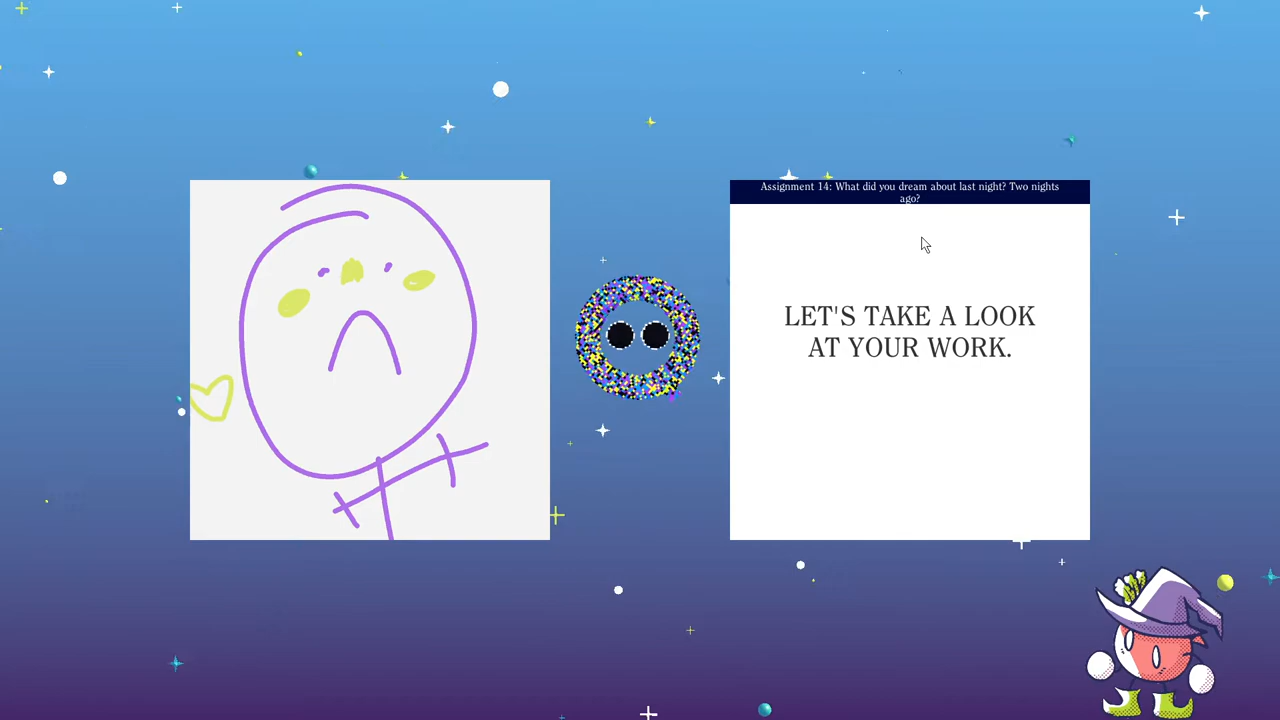 Assignment 14: What did you dream about last night? Two nights
ago?
LET'S TAKE A LOOK
AT YOUR WORK.